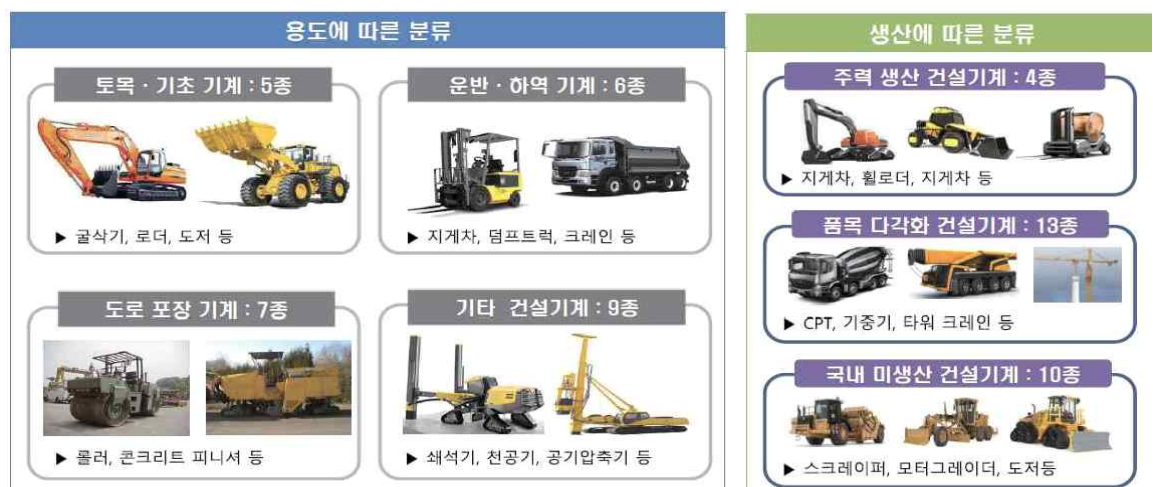 용도에 따른 분류
토목 · 기초 기계 : 5종
▶ 굴삭기, 로더, 도저 등
운반 · 하역 기계 : 6종
▶ 지게차, 덤프트럭, 크레인 등
도로 포장 기계 : 7종
▶ 롤러, 콘크리트 피니셔 등
기타 건설기계 : 9종
▶ 쇄석기, 천공기, 공기압축기 등
생산에 따른 분류
주력 생산 건설기계 : 4종
▶ 지게차, 휠로더, 지게차 등
품목 다각화 건설기계 : 13종
▶ CPT, 기중기, 타워 크레인 등
국내 미생산 건설기계 : 10종
▶ 스크레이퍼, 모터그레이더, 도저등